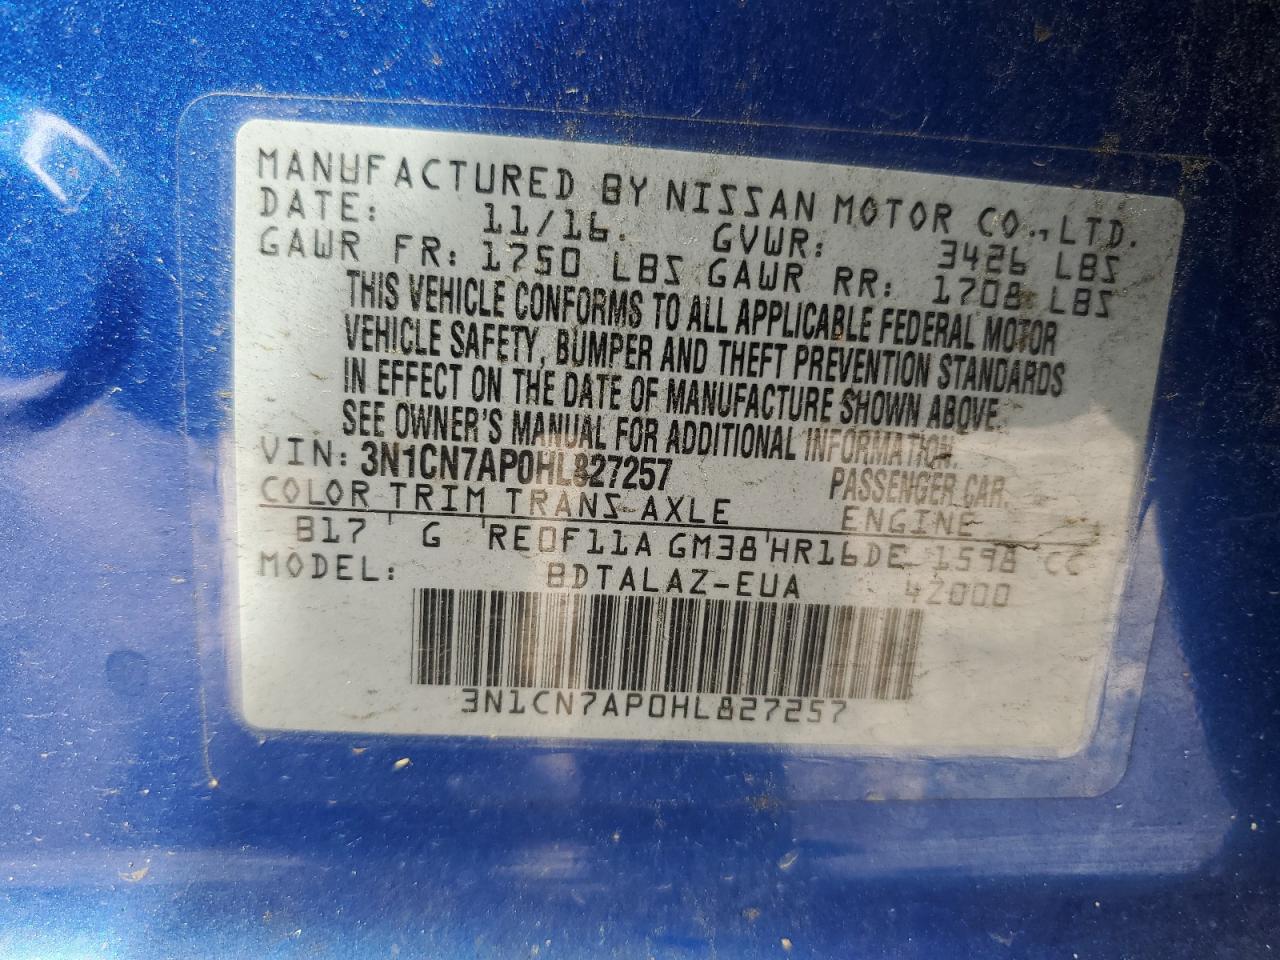 MANUFACTURED BY NISSAN MOTOR CO., LTD.
DATE: 11/16. GVWR: 3426 LBS
GAWR FR: 1750 LBS GAWR RR: 1708 LBS
THIS VEHICLE CONFORMS TO ALL APPLICABLE FEDERAL MOTOR
VEHICLE SAFETY, BUMPER AND THEFT PREVENTION STANDARDS
IN EFFECT ON THE DATE OF MANUFACTURE SHOWN ABOVE.
SEE OWNER'S MANUAL FOR ADDITIONAL INFORMATION.
VIN: 3N1CN7AP0HL827257 PASSENGER CAR.
COLOR TRIM TRANS AXLE ENGINE
B17 G RE0F11A GM38 HR16DE 1598 CC
MODEL: BDTALAZ-EUA 42000
3N1CN7AP0HL827257